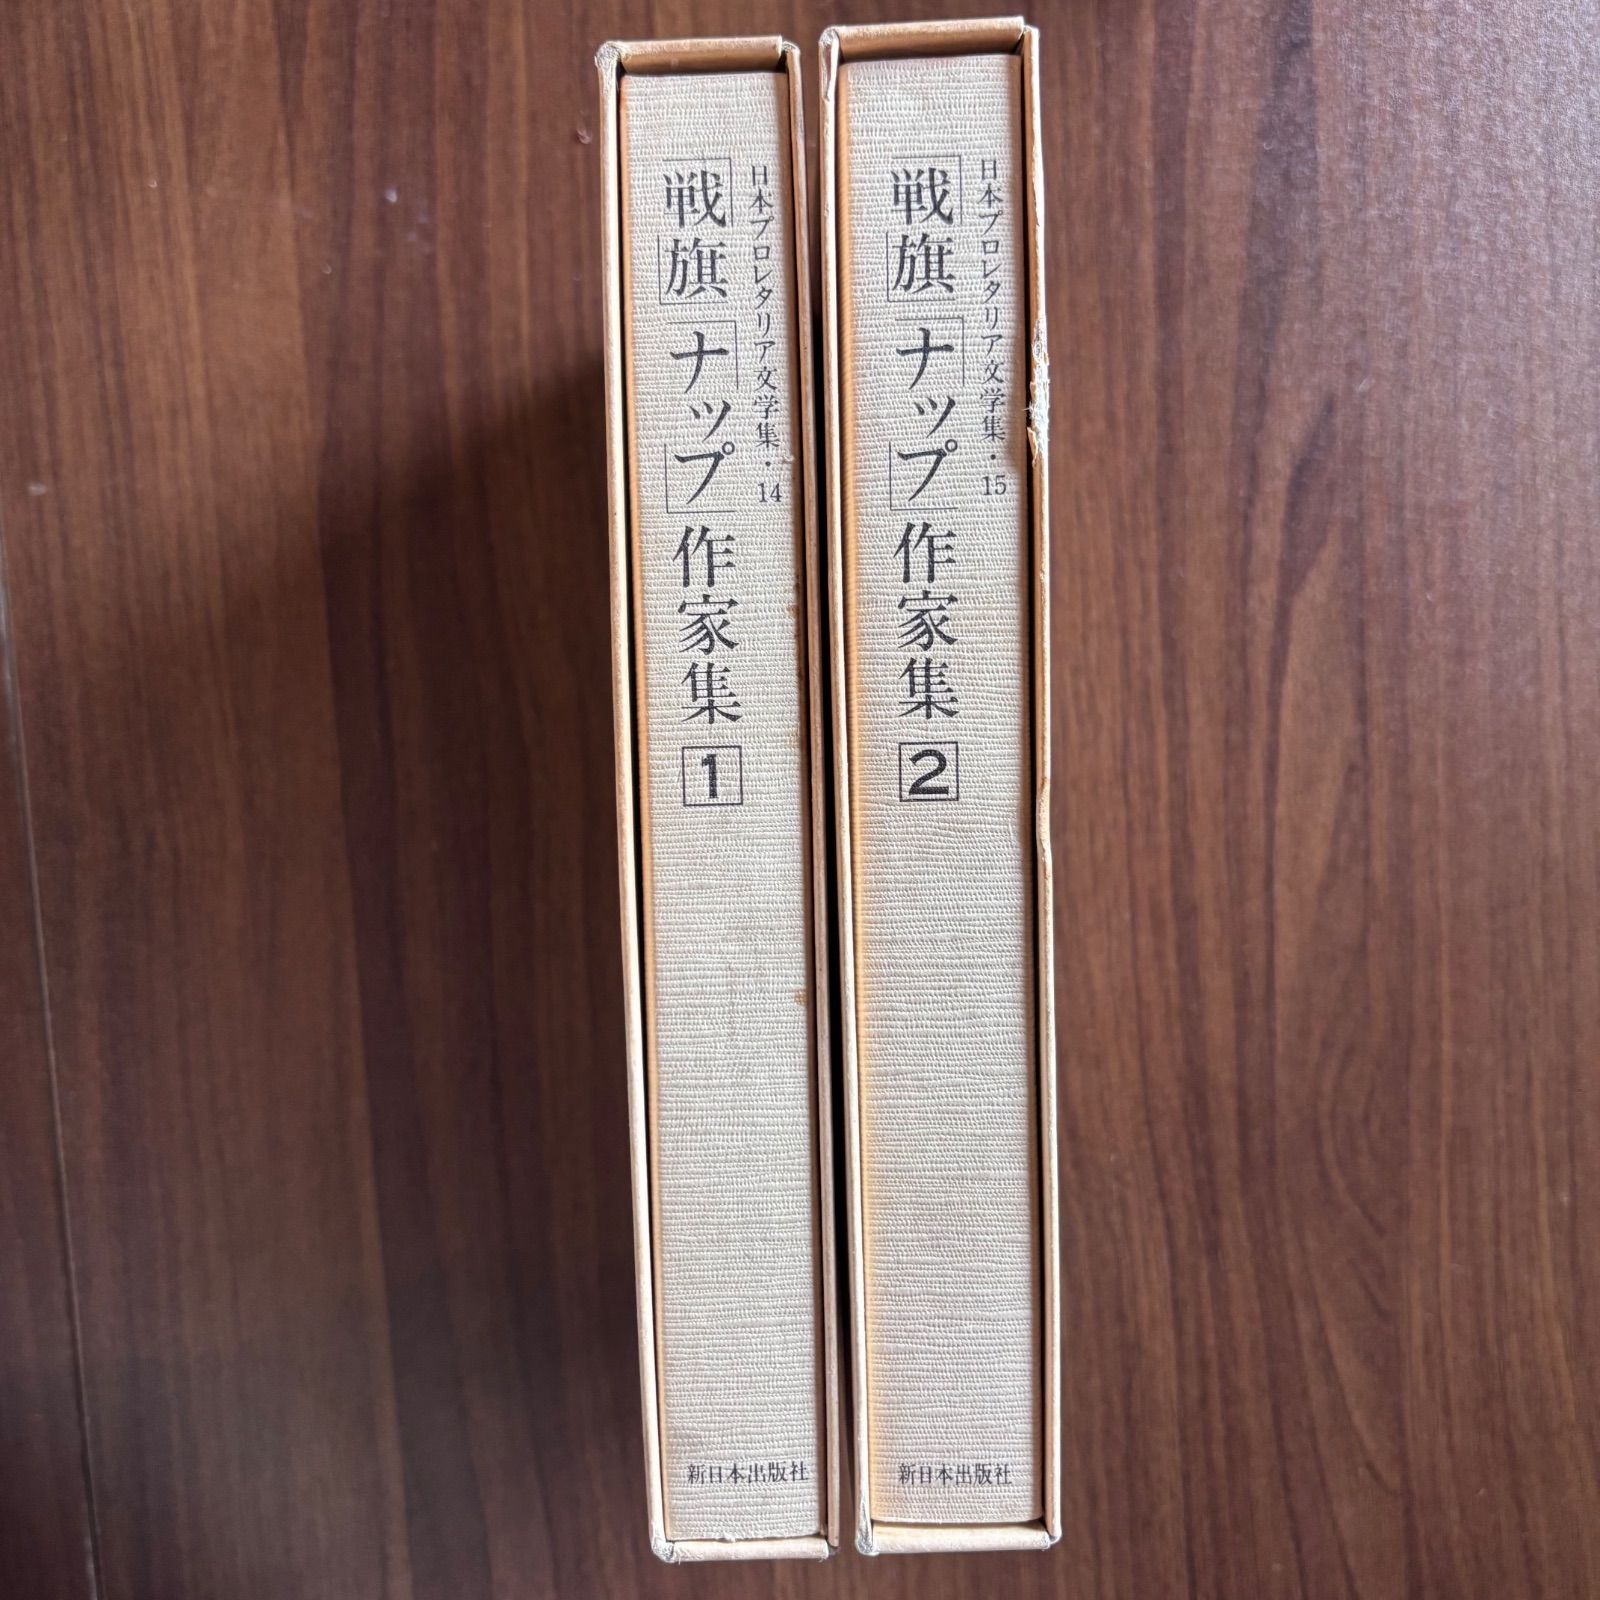 日本プロレタリア文学集・14
「戦旗」「ナップ」作家集 1
新日本出版社
日本プロレタリア文学集・15
「戦旗」「ナップ」作家集 2
新日本出版社